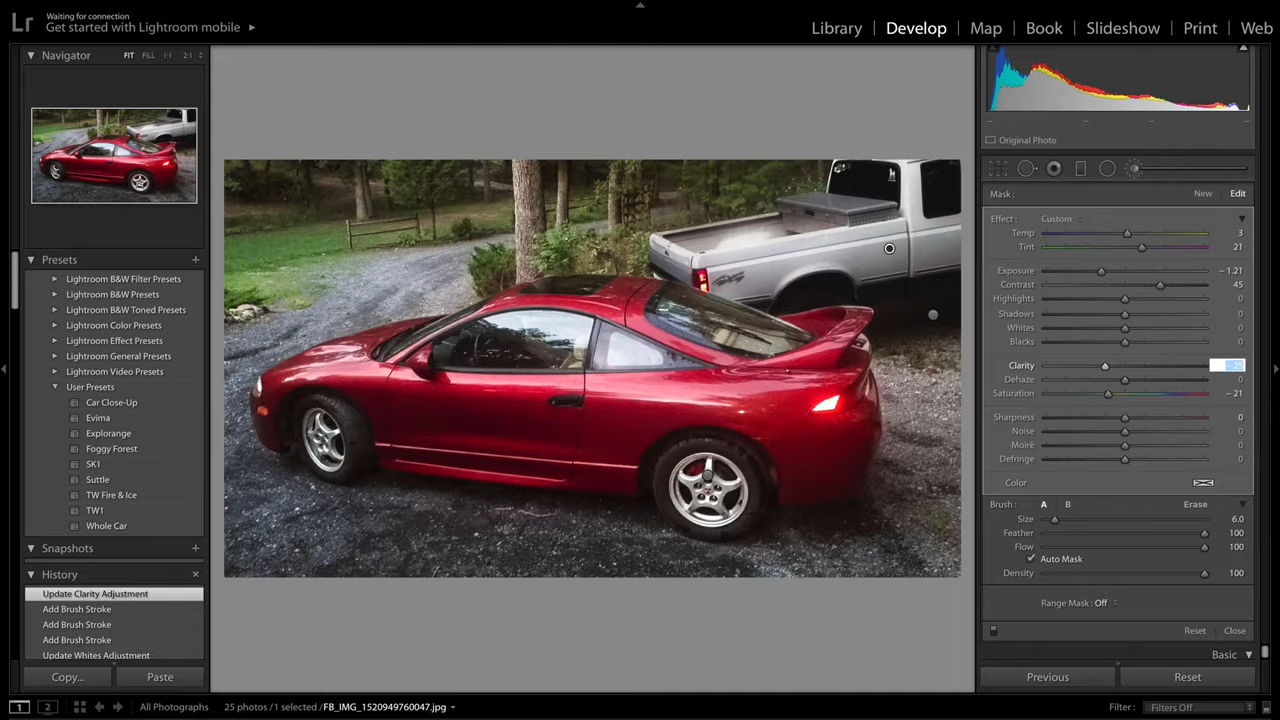 Lr
Waiting for connection
Get started with Lightroom mobile
Library | Develop | Map | Book | Slideshow | Print | Web
Navigator
FIT FILL 1:1 2:1
Presets +
Lightroom B&W Filter Presets
Lightroom B&W Presets
Lightroom B&W Toned Presets
Lightroom Color Presets
Lightroom Effect Presets
Lightroom General Presets
Lightroom Video Presets
User Presets
Car Close-Up
Evima
Explorange
Foggy Forest
SK1
Suttle
TW Fire & Ice
TW1
Whole Car
Snapshots +
History ×
Update Clarity Adjustment
Add Brush Stroke
Add Brush Stroke
Add Brush Stroke
Update Whites Adjustment
Copy... Paste
Original Photo
Mask : New Edit
Effect : Custom
Temp 3
Tint 21
Exposure – 1.21
Contrast 45
Highlights 0
Shadows 0
Whites 0
Blacks 0
Clarity
Dehaze 0
Saturation – 21
Sharpness 0
Noise 0
Moiré 0
Defringe 0
Color
Brush : A B Erase
Size 6.0
Feather 100
Flow 100
Auto Mask
Density 100
Range Mask : Off
Reset Close
Basic
Previous Reset
1 2 All Photographs 25 photos / 1 selected / FB_IMG_1520949760047.jpg Filter : Filters Off